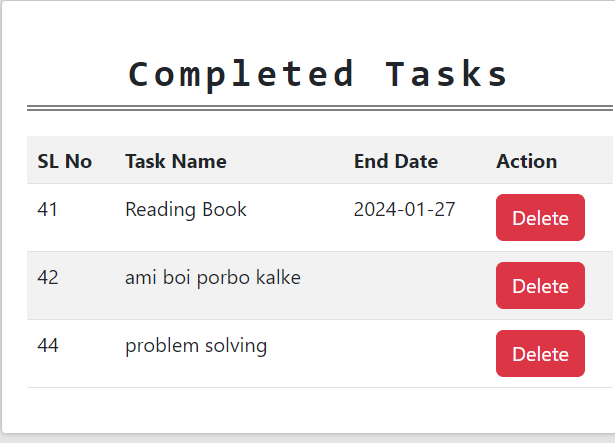 Completed Tasks
SL No Task Name End Date Action
41 Reading Book 2024-01-27 Delete
42 ami boi porbo kalke Delete
44 problem solving Delete